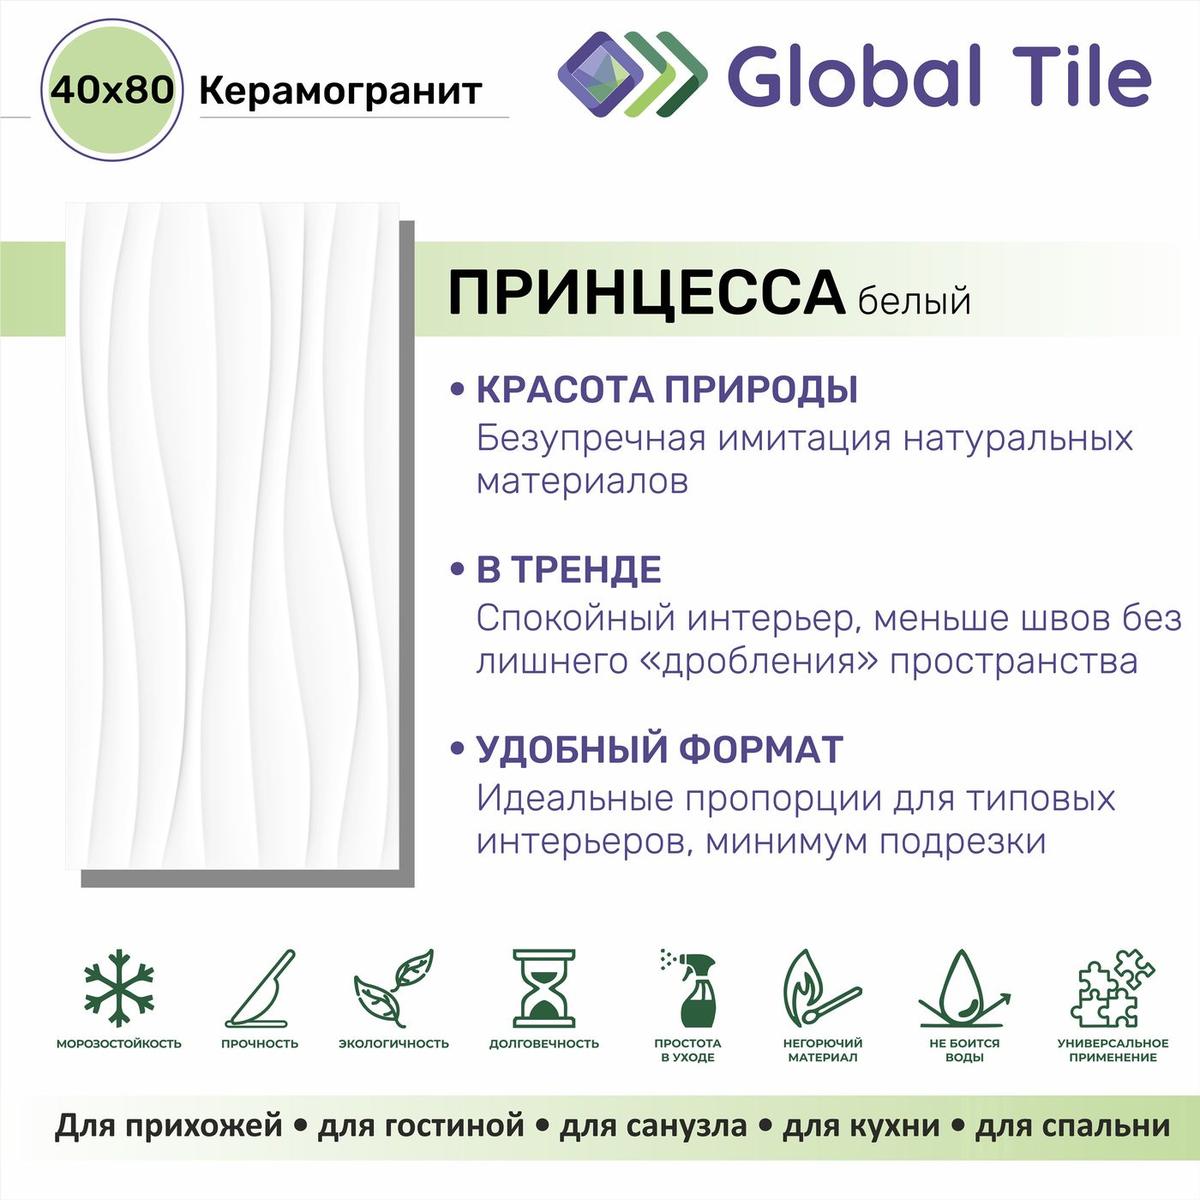 40x80 Керамогранит
Global Tile
ПРИНЦЕССА белый
• КРАСОТА ПРИРОДЫ
Безупречная имитация натуральных
материалов
• В ТРЕНДЕ
Спокойный интерьер, меньше швов без
лишнего «дробления» пространства
• УДОБНЫЙ ФОРМАТ
Идеальные пропорции для типовых
интерьеров, минимум подрезки
МОРОЗОСТОЙКОСТЬ
ПРОЧНОСТЬ
ЭКОЛОГИЧНОСТЬ
ДОЛГОВЕЧНОСТЬ
ПРОСТОТА
В УХОДЕ
НЕГОРЮЧИЙ
МАТЕРИАЛ
НЕ БОИТСЯ
ВОДЫ
УНИВЕРСАЛЬНОЕ
ПРИМЕНЕНИЕ
Для прихожей • для гостиной • для санузла • для кухни • для спальни